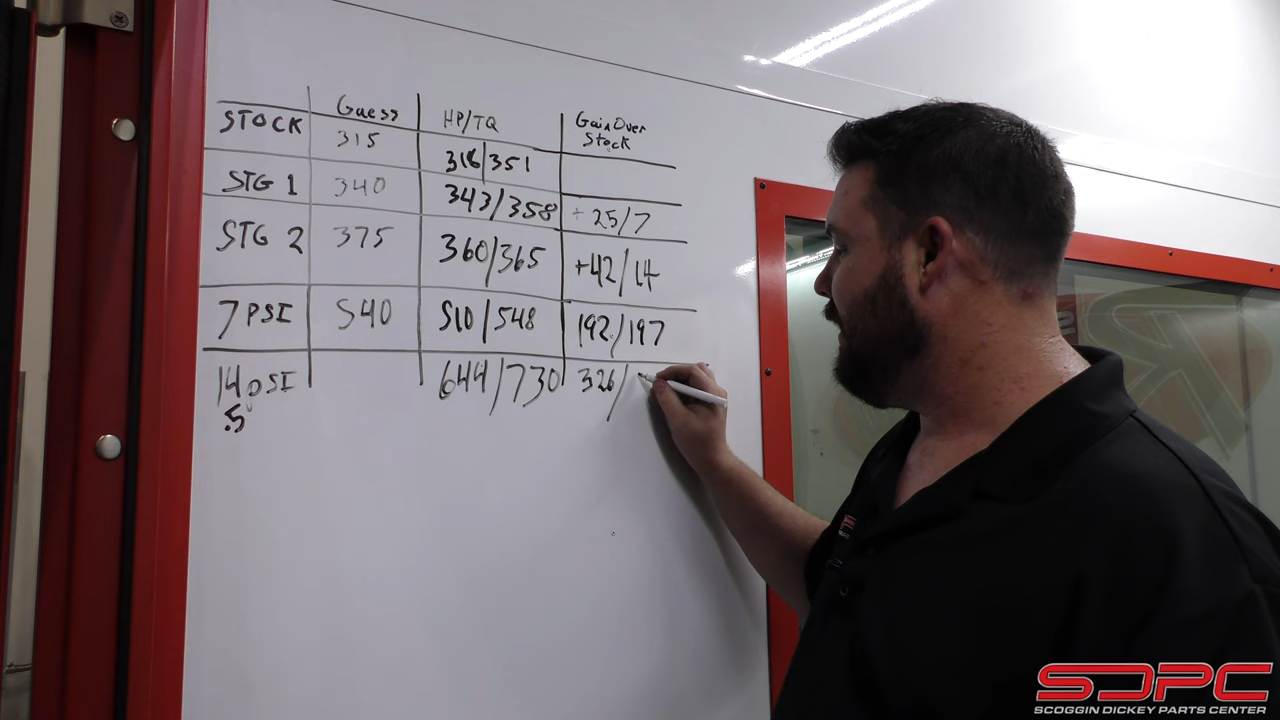 Guess HP/TQ Gain Over
STOCK 315 Stock
318/351
STG 1 340 343/358 + 25/7
STG 2 375 360/365 +42/14
7 PSI 540 510/548 192/197
14 psi 644/730 326/
.5
SDPC
SCOGGIN DICKEY PARTS CENTER